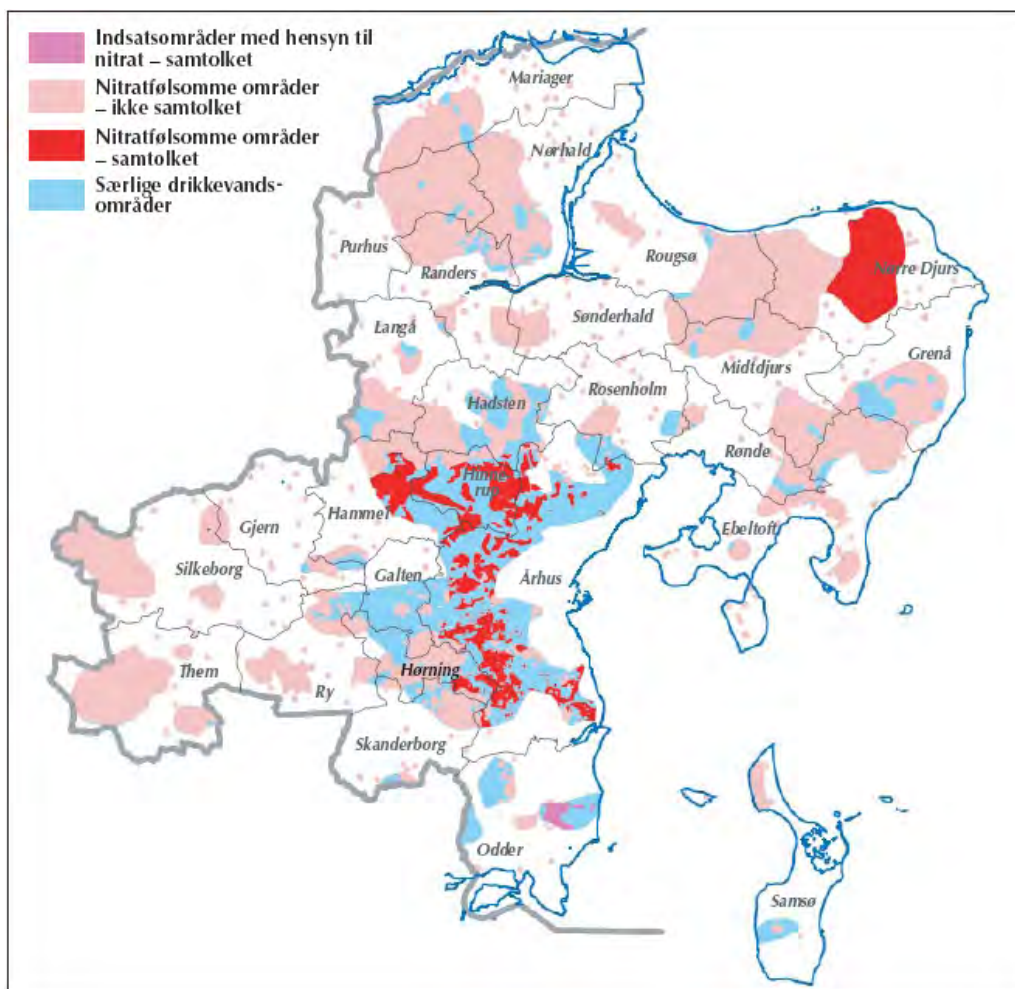 Indsatsområder med hensyn til
nitrat – samtolket
Nitratfølsomme områder
– ikke samtolket
Nitratfølsomme områder
– samtolket
Særlige drikkevands-
områder
Mariager
Nørhald
Purhus
Randers
Rougsø
Nørre Djurs
Langå
Sønderhald
Midtdjurs
Grenå
Hadsten
Rosenholm
Rønde
Hinne-
rup
Hammel
Gjern
Ebeltoft
Silkeborg
Galten
Århus
Them
Ry
Hørning
Skanderborg
Odder
Samsø